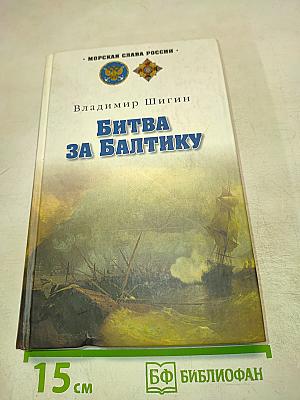 • МОРСКАЯ СЛАВА РОССИИ •
Владимир Шигин
БИТВА
ЗА БАЛТИКУ
15 см
БФ БИБЛИОФАН